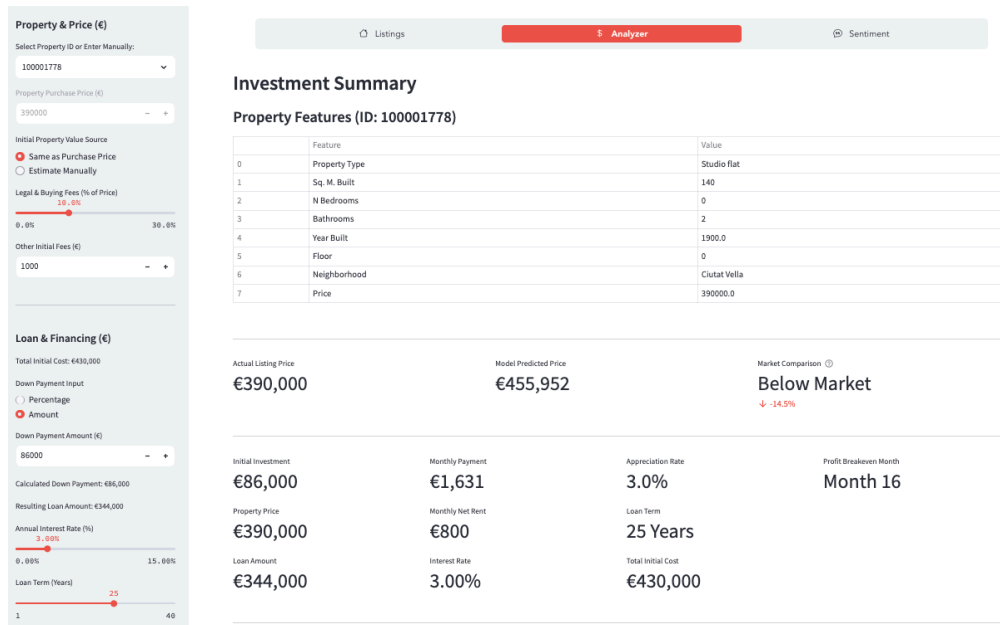 Property & Price (€)
Select Property ID or Enter Manually:
100001778
Property Purchase Price (€)
390000
− +
Initial Property Value Source
Same as Purchase Price
Estimate Manually
Legal & Buying Fees (% of Price)
10.0%
0.0% 30.0%
Other Initial Fees (€)
1000
− +
Loan & Financing (€)
Total Initial Cost: €430,000
Down Payment Input
Percentage
Amount
Down Payment Amount (€)
86000
− +
Calculated Down Payment: €86,000
Resulting Loan Amount: €344,000
Annual Interest Rate (%)
3.00%
0.00% 15.00%
Loan Term (Years)
25
1 40
Listings
$ Analyzer
Sentiment
Investment Summary
Property Features (ID: 100001778)
Feature Value
0 Property Type Studio flat
1 Sq. M. Built 140
2 N Bedrooms 0
3 Bathrooms 2
4 Year Built 1900.0
5 Floor 0
6 Neighborhood Ciutat Vella
7 Price 390000.0
Actual Listing Price Model Predicted Price Market Comparison ?
€390,000 €455,952 Below Market
↓ -14.5%
Initial Investment Monthly Payment Appreciation Rate Profit Breakeven Month
€86,000 €1,631 3.0% Month 16
Property Price Monthly Net Rent Loan Term
€390,000 €800 25 Years
Loan Amount Interest Rate Total Initial Cost
€344,000 3.00% €430,000